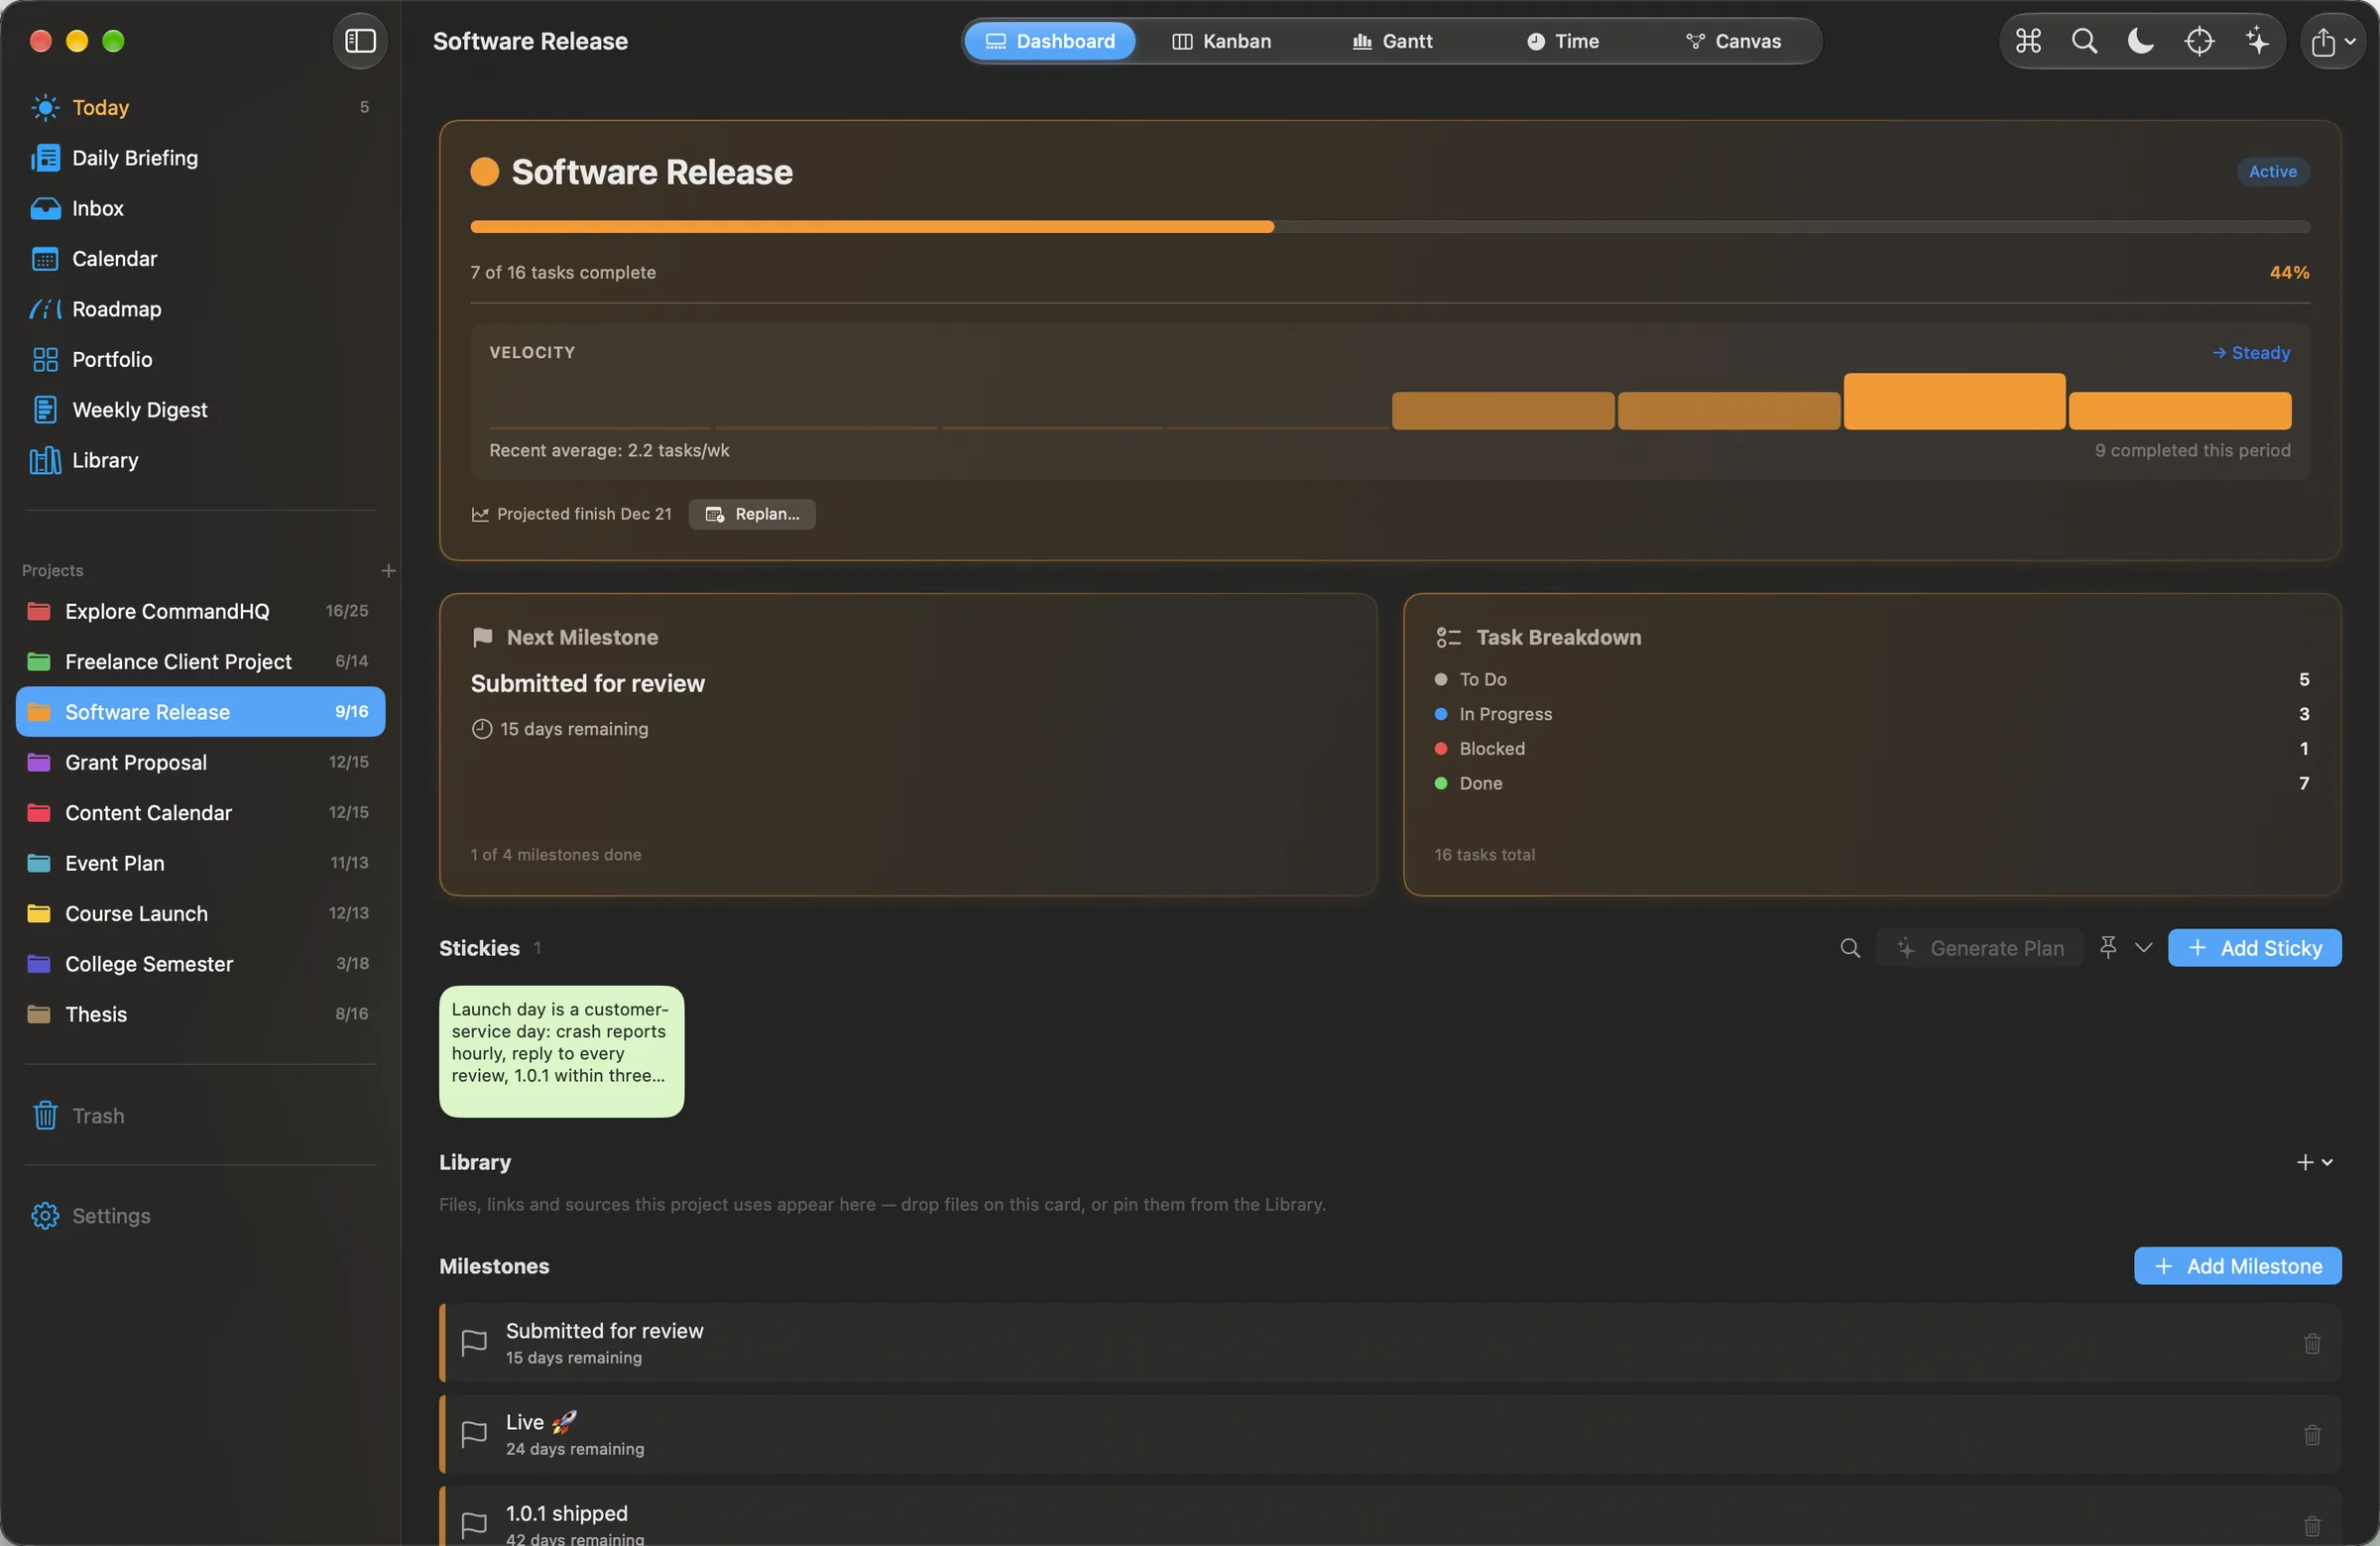 Software Release
Dashboard
Kanban
Gantt
Time
Canvas
Today 5
Daily Briefing
Inbox
Calendar
Roadmap
Portfolio
Weekly Digest
Library
Projects
Explore CommandHQ 16/25
Freelance Client Project 6/14
Software Release 9/16
Grant Proposal 12/15
Content Calendar 12/15
Event Plan 11/13
Course Launch 12/13
College Semester 3/18
Thesis 8/16
Trash
Settings
Software Release
Active
7 of 16 tasks complete
44%
VELOCITY
→ Steady
Recent average: 2.2 tasks/wk
9 completed this period
Projected finish Dec 21
Replan...
Next Milestone
Submitted for review
15 days remaining
1 of 4 milestones done
Task Breakdown
To Do 5
In Progress 3
Blocked 1
Done 7
16 tasks total
Stickies 1
Generate Plan
+ Add Sticky
Launch day is a customer-
service day: crash reports
hourly, reply to every
review, 1.0.1 within three...
Library
Files, links and sources this project uses appear here — drop files on this card, or pin them from the Library.
Milestones
+ Add Milestone
Submitted for review
15 days remaining
Live 🚀
24 days remaining
1.0.1 shipped
42 days remaining